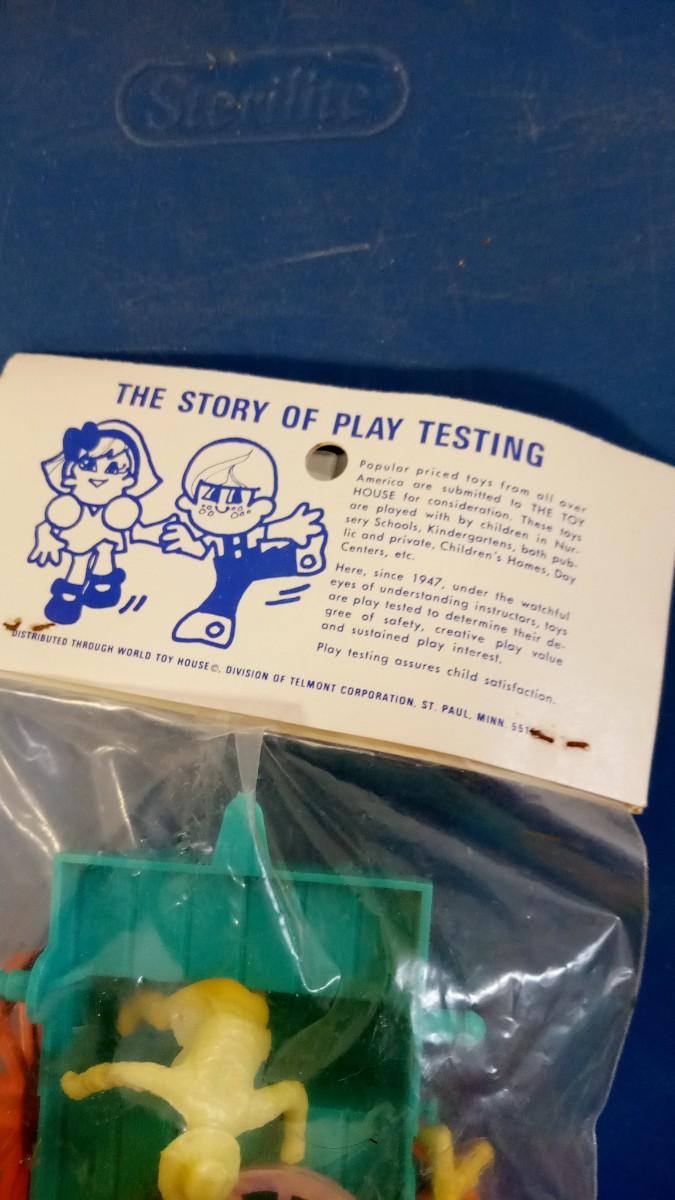 Sterilite
THE STORY OF PLAY TESTING
Popular priced toys from all over
America are submitted to THE TOY
HOUSE for consideration. These toys
are played with by children in Nur-
sery Schools, Kindergartens, both pub-
lic and private, Children's Homes, Day
Centers, etc.
Here, since 1947, under the watchful
eyes of understanding instructors, toys
are play tested to determine their de-
gree of safety, creative play value
and sustained play interest.
Play testing assures child satisfaction.
DISTRIBUTED THROUGH WORLD TOY HOUSE©, DIVISION OF TELMONT CORPORATION, ST. PAUL, MINN.